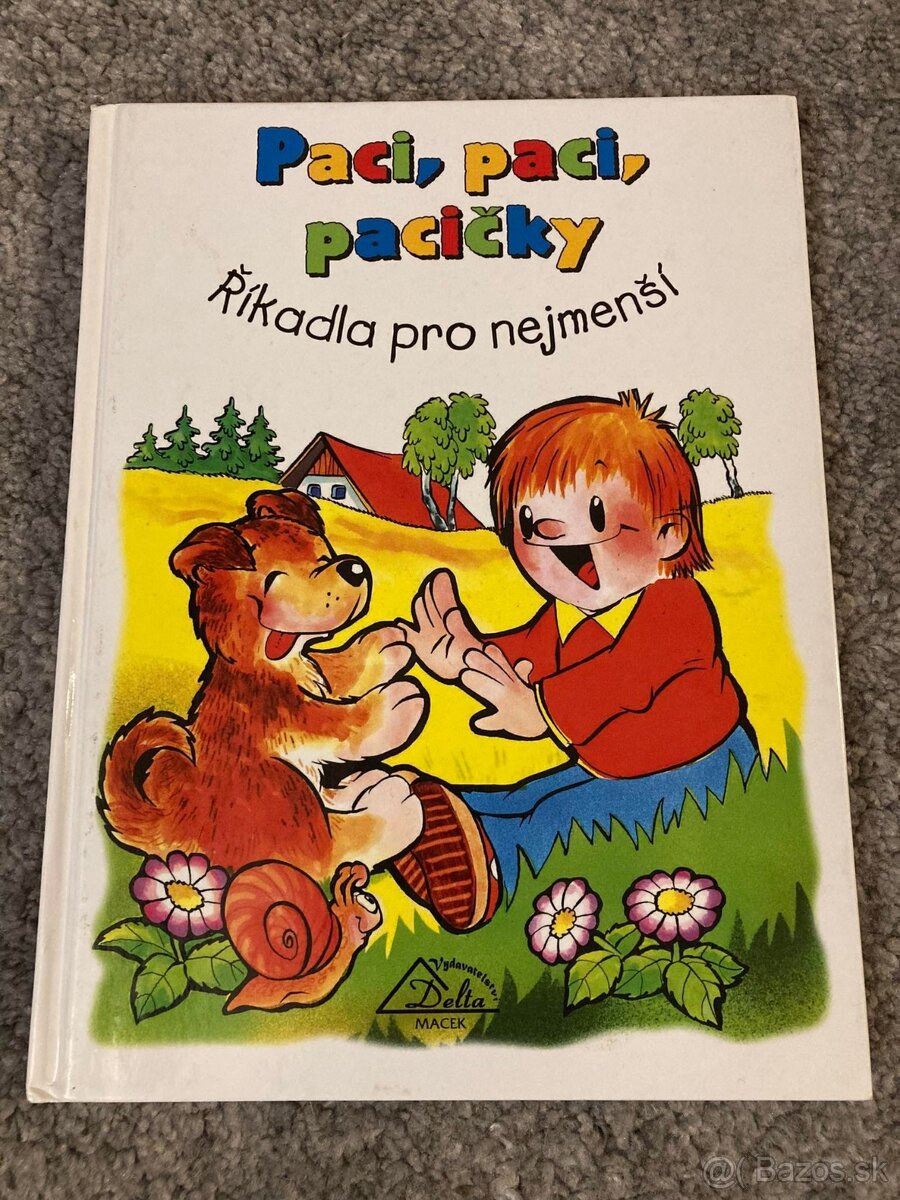 Paci, paci,
pacičky
Říkadla pro nejmenší
Vydavatelství
Delta
MACEK
@( Bazos.sk